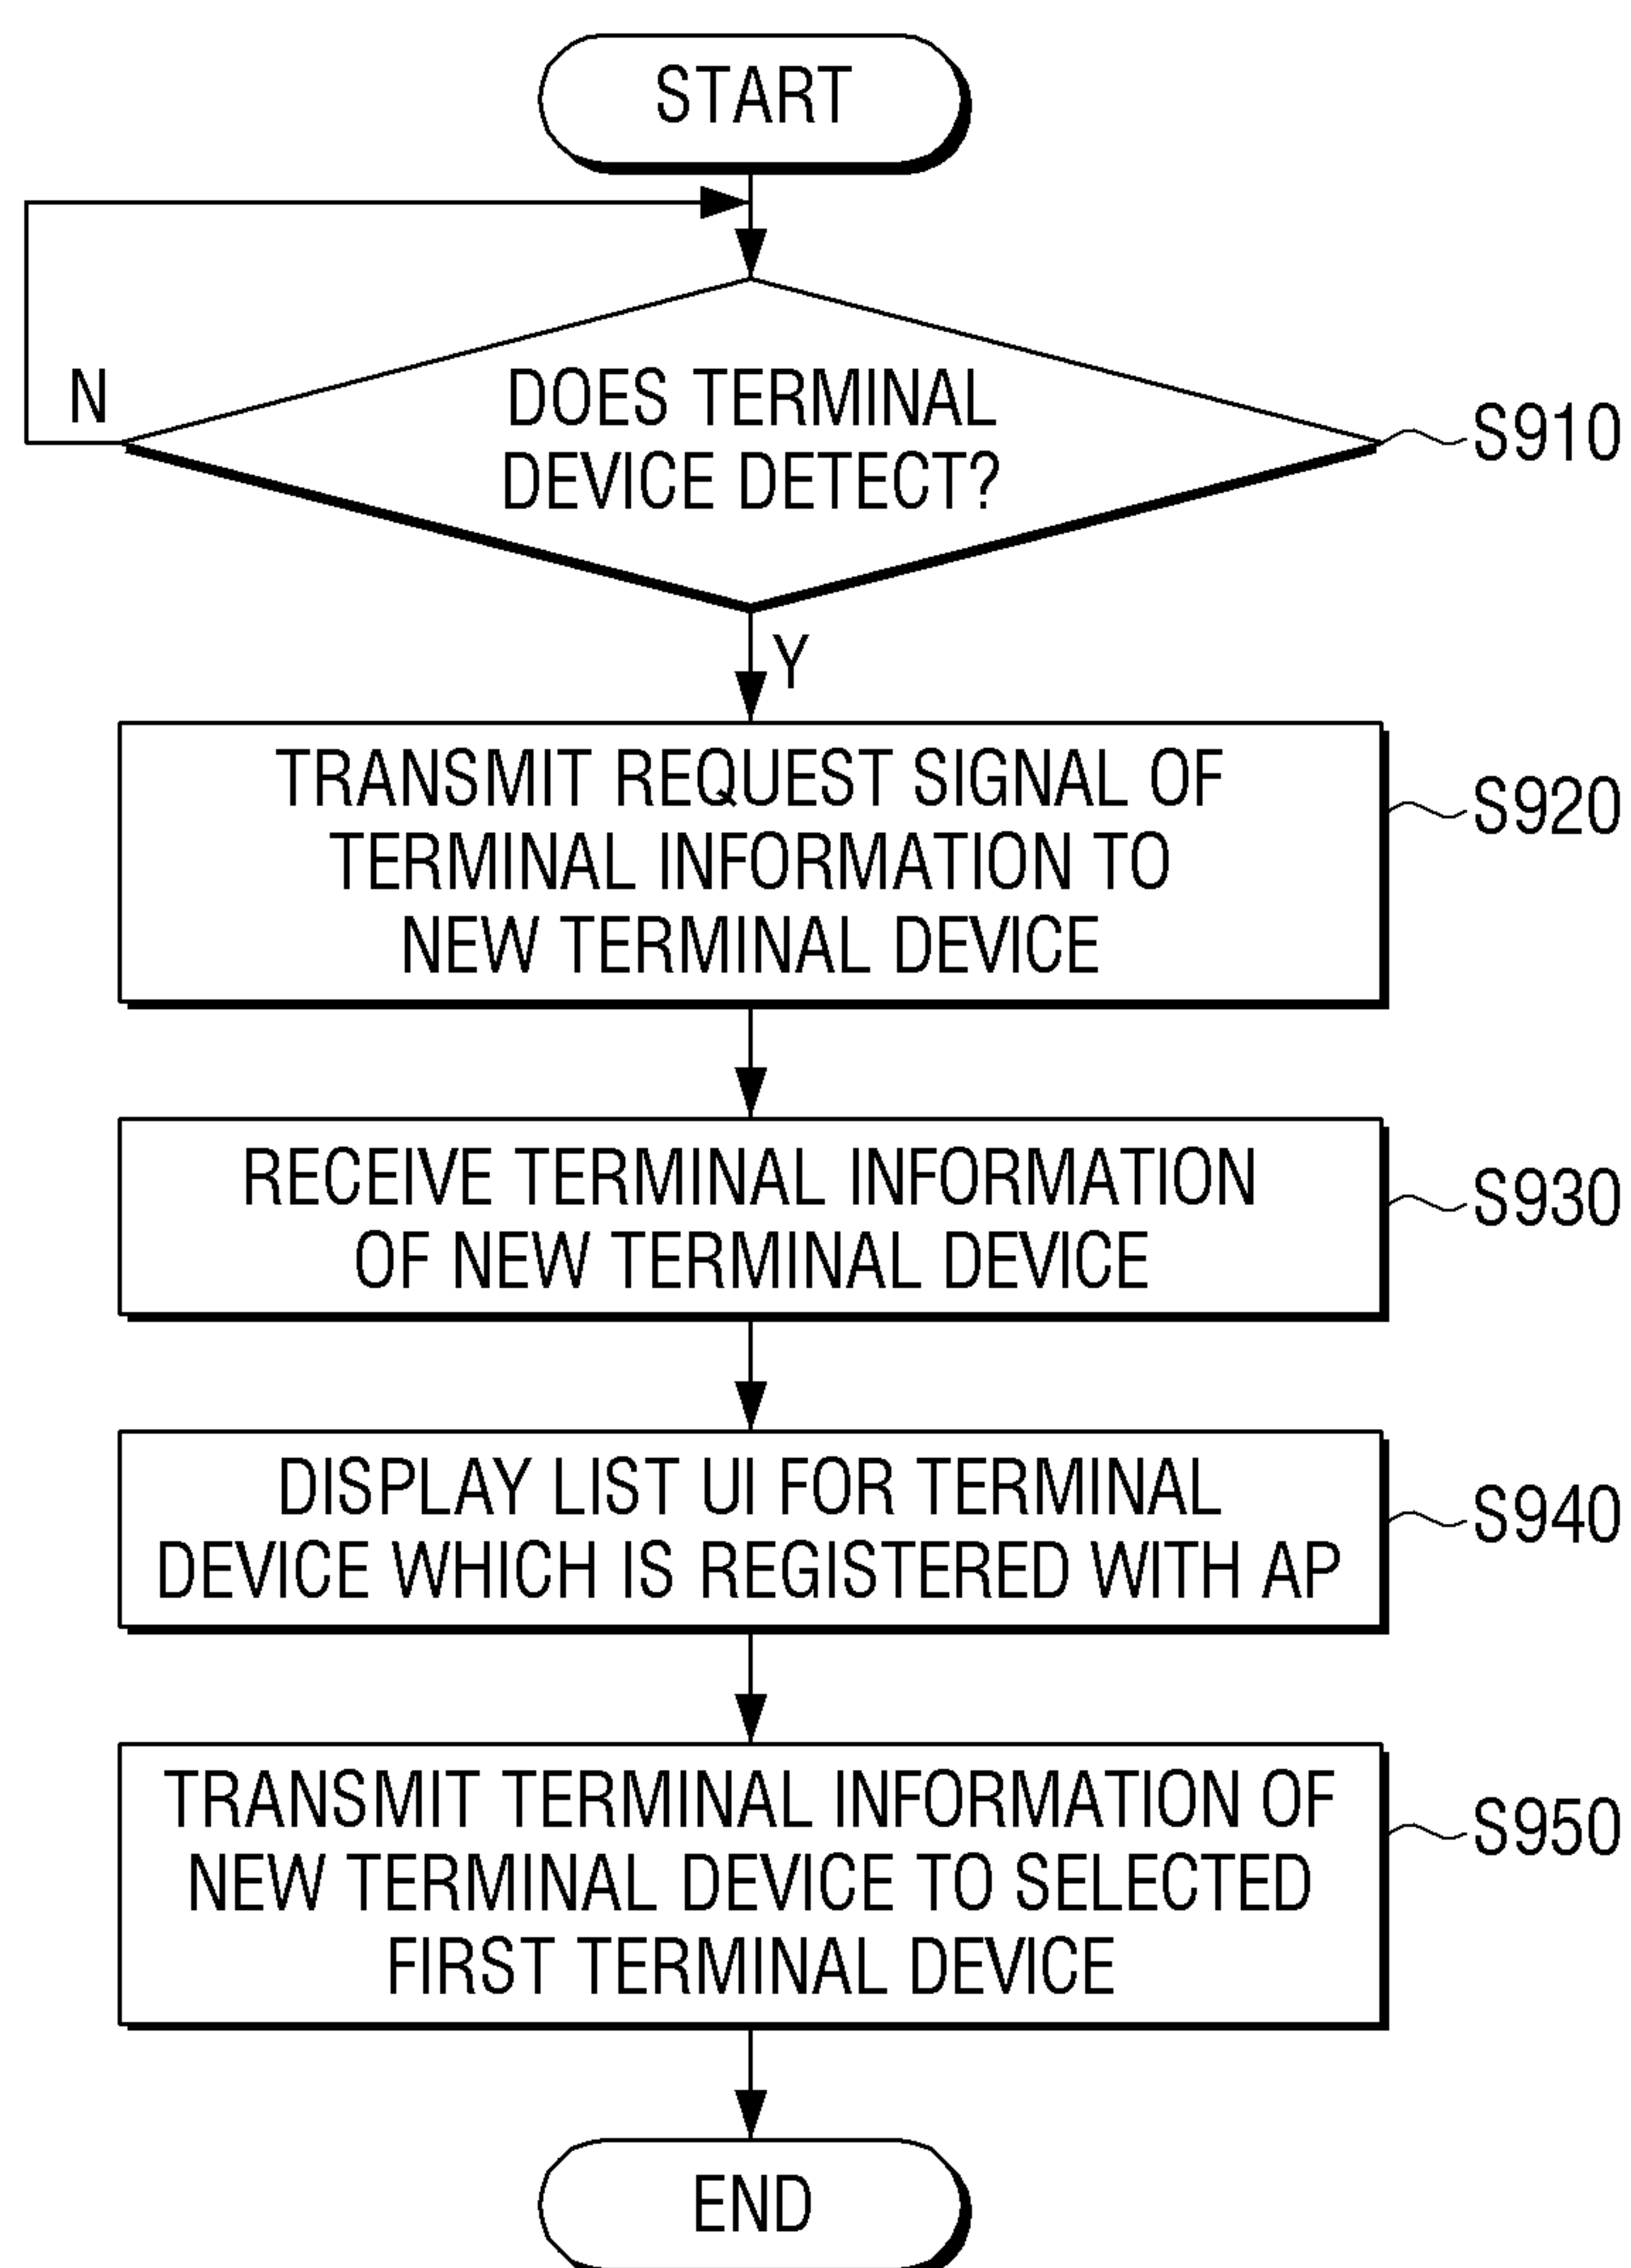 START
N
DOES TERMINAL
DEVICE DETECT?
S910
Y
TRANSMIT REQUEST SIGNAL OF
TERMINAL INFORMATION TO
NEW TERMINAL DEVICE
S920
RECEIVE TERMINAL INFORMATION
OF NEW TERMINAL DEVICE
S930
DISPLAY LIST UI FOR TERMINAL
DEVICE WHICH IS REGISTERED WITH AP
S940
TRANSMIT TERMINAL INFORMATION OF
NEW TERMINAL DEVICE TO SELECTED
FIRST TERMINAL DEVICE
S950
END